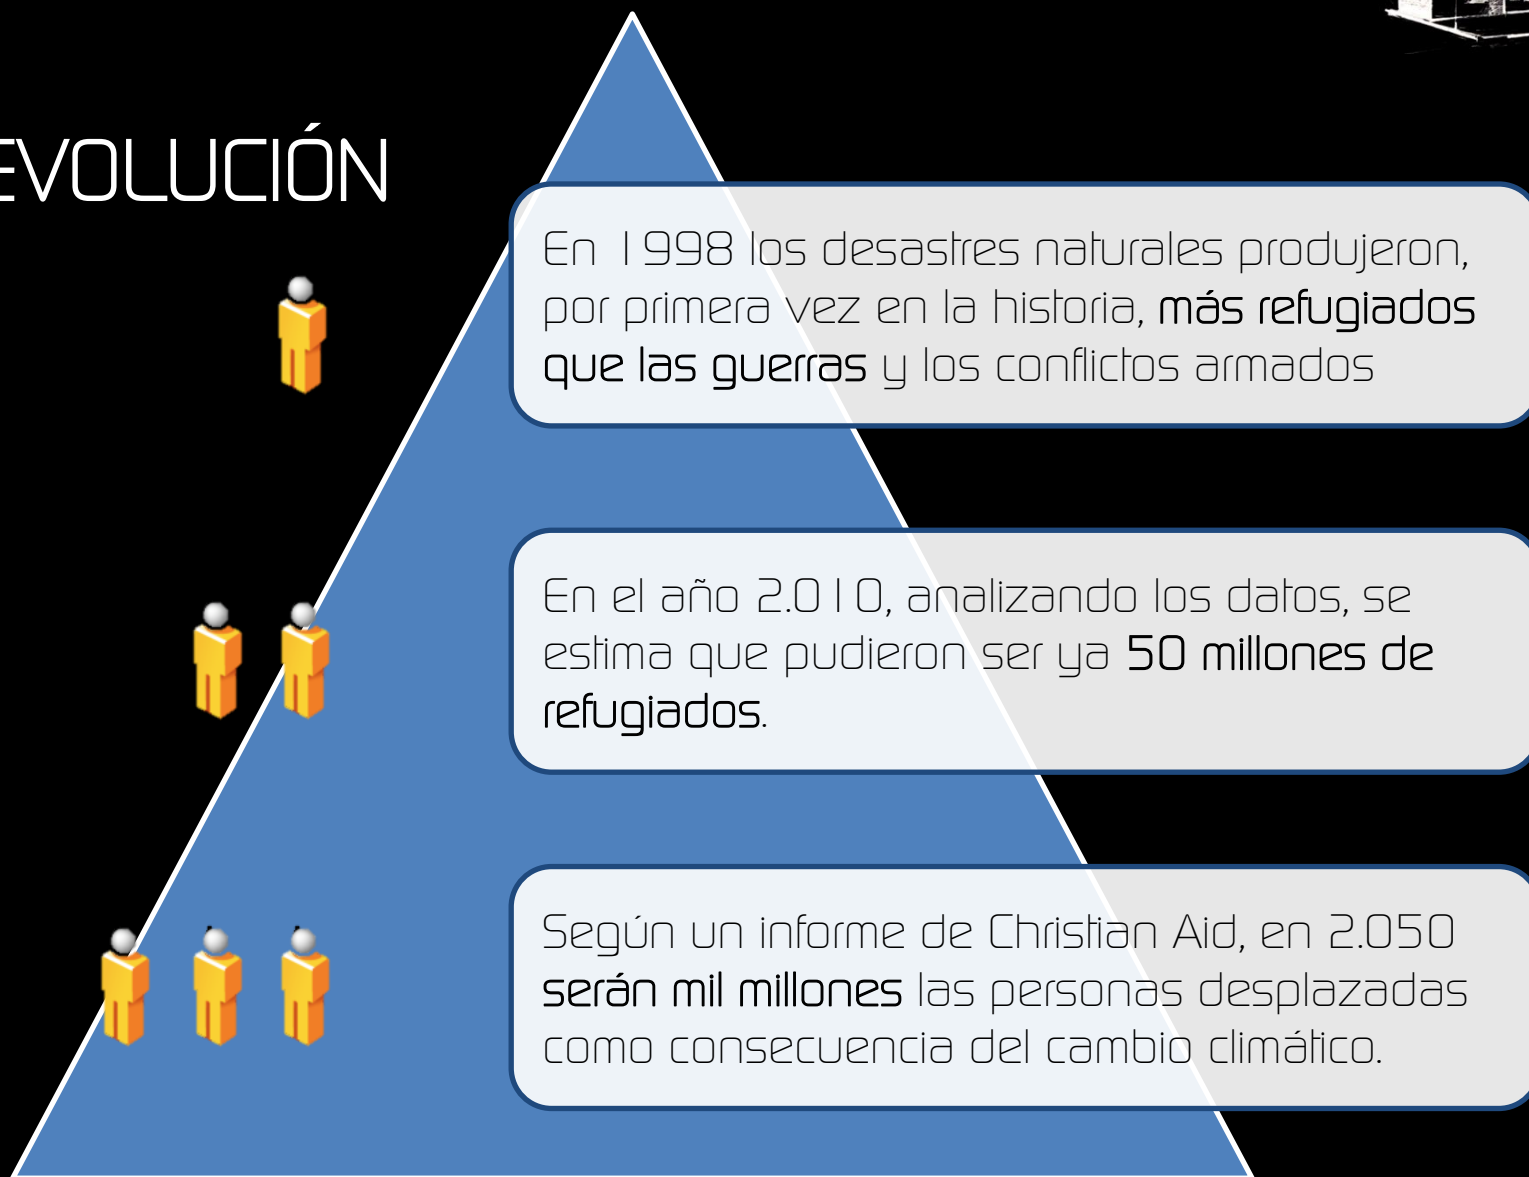 EVOLUCIÓN
En 1998 los desastres naturales produjeron,
por primera vez en la historia, más refugiados
que las guerras y los conflictos armados
En el año 2.010, analizando los datos, se
estima que pudieron ser ya 50 millones de
refugiados.
Según un informe de Christian Aid, en 2.050
serán mil millones las personas desplazadas
como consecuencia del cambio climático.